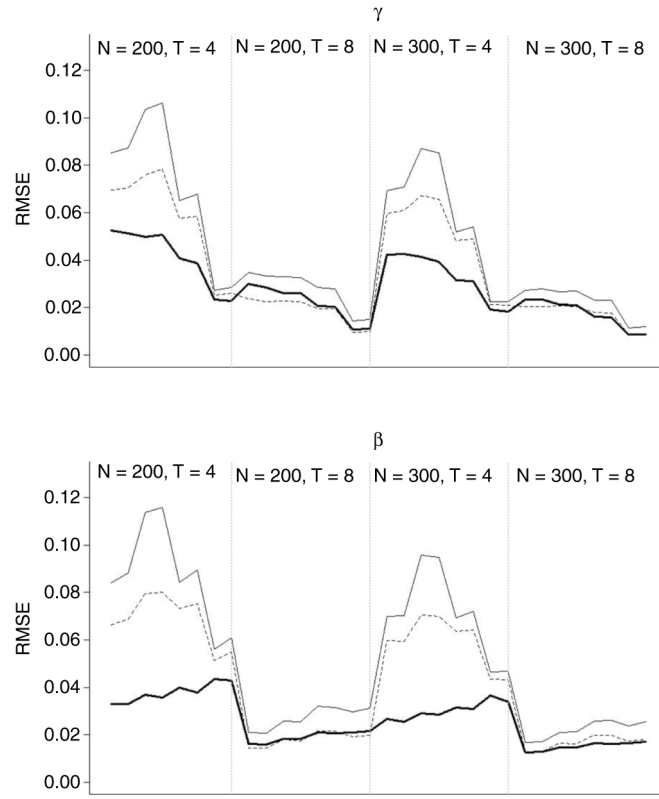 γ
N = 200, T = 4
N = 200, T = 8
N = 300, T = 4
N = 300, T = 8
0.12
0.10
0.08
0.06
0.04
0.02
0.00
RMSE
β
N = 200, T = 4
N = 200, T = 8
N = 300, T = 4
N = 300, T = 8
0.12
0.10
0.08
0.06
0.04
0.02
0.00
RMSE